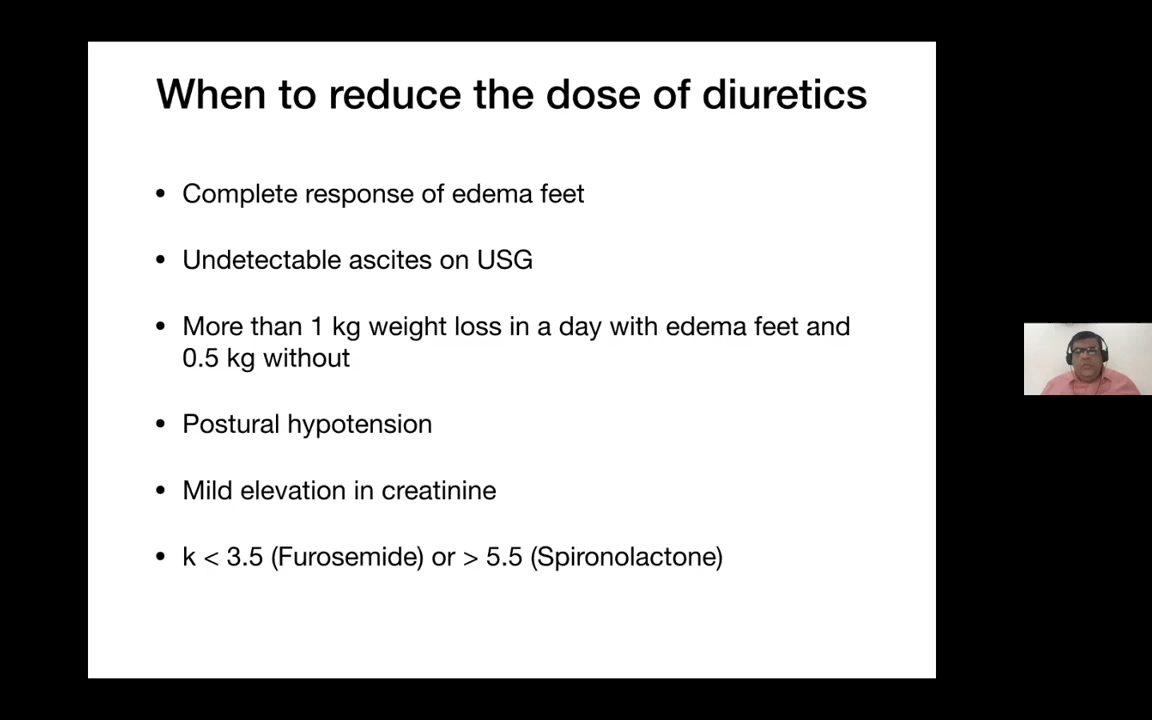 When to reduce the dose of diuretics
• Complete response of edema feet
• Undetectable ascites on USG
• More than 1 kg weight loss in a day with edema feet and
0.5 kg without
• Postural hypotension
• Mild elevation in creatinine
• k < 3.5 (Furosemide) or > 5.5 (Spironolactone)